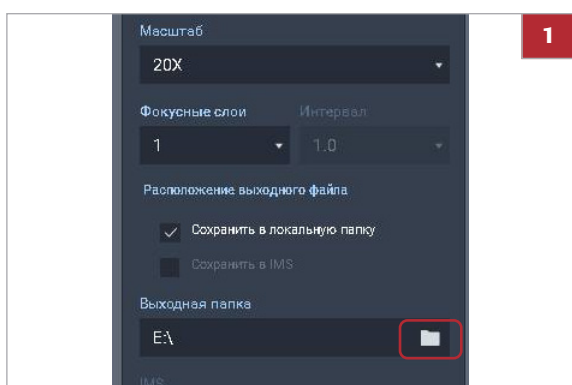 Масштаб
1
20X
Фокусные слои Интервал
1 1.0
Расположение выходного файла
Сохранить в локальную папку
Сохранить в IMS
Выходная папка
E:\
IMS